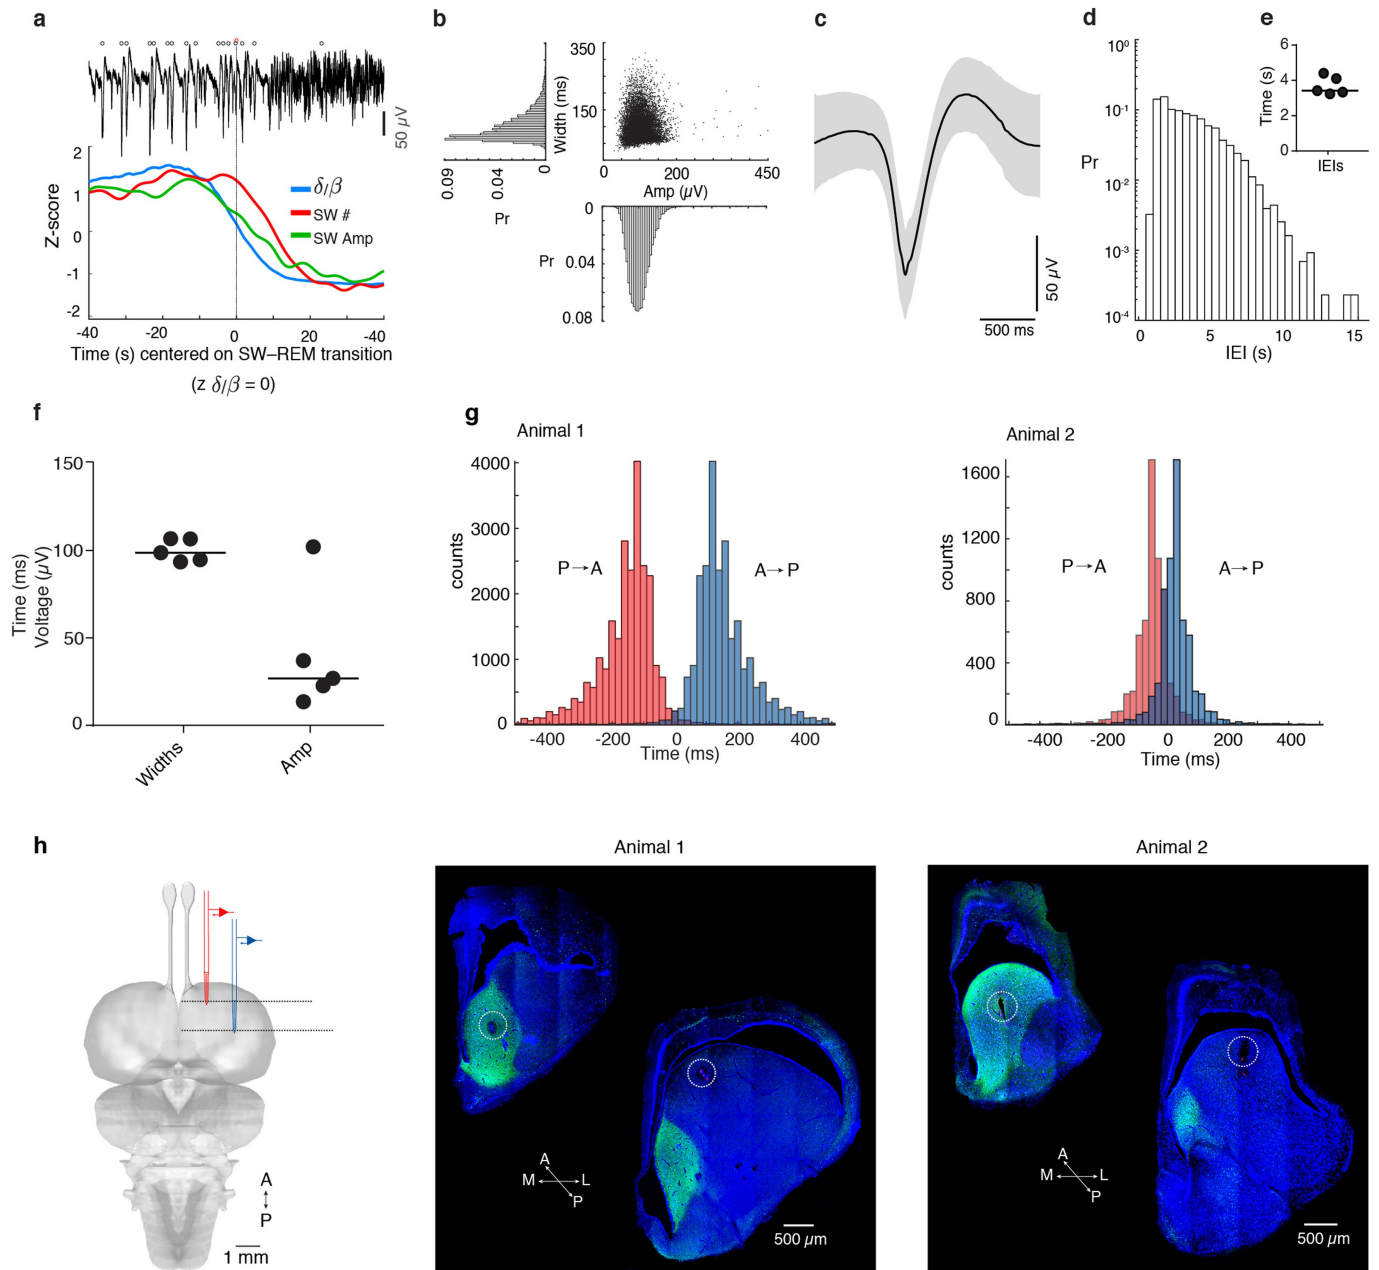 a
50 µV
2
1
0
-1
-2
Z-score
δ/β
SW #
SW Amp
-40
-20
0
20
-40
Time (s) centered on SW–REM transition
(z δ/β = 0)
b
350
150
Width (ms)
0.09
0.04
0
Pr
200
450
Amp (µV)
0
Pr 0.04
0.08
c
50 µV
500 ms
d
10⁰
10⁻¹
Pr
10⁻²
10⁻³
10⁻⁴
0
5
10
15
IEI (s)
e
6
4
2
0
Time (s)
IEIs
f
150
100
50
0
Time (ms)
Voltage (µV)
Widths
Amp
g
Animal 1
4000
3000
2000
1000
0
counts
P→A
A→P
-400
-200
0
200
400
Time (ms)
Animal 2
1600
1200
800
400
0
counts
P→A
A→P
-400
-200
0
200
400
Time (ms)
h
A
P
1 mm
Animal 1
A
M
L
P
500 µm
Animal 2
A
M
L
P
500 µm